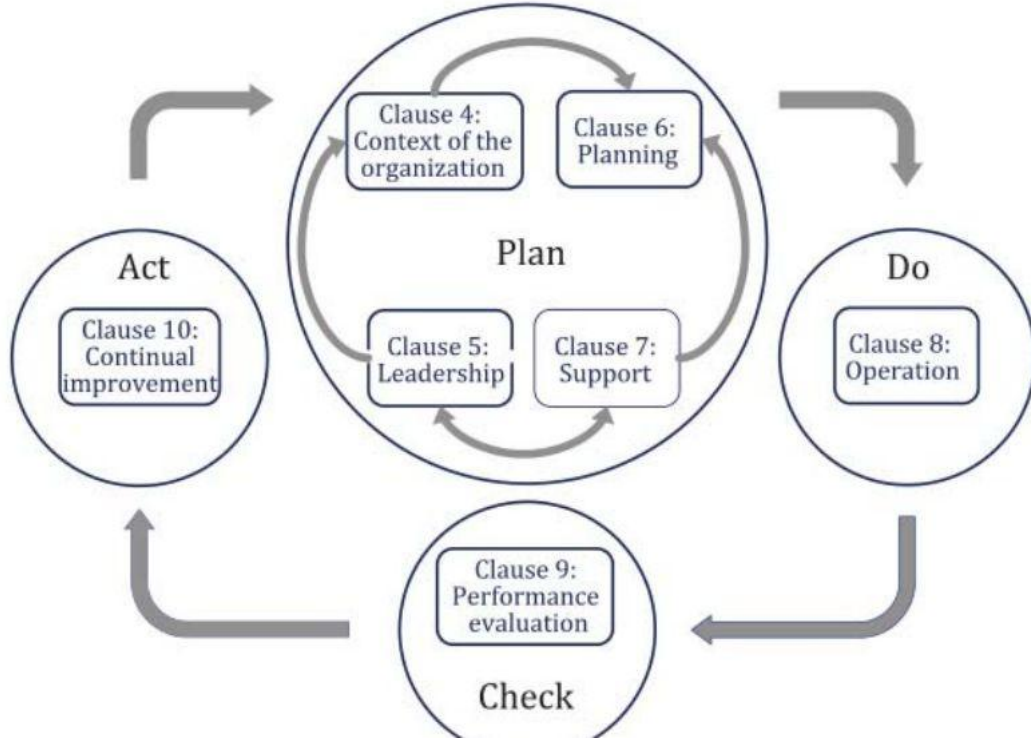 Clause 4:
Context of the
organization
Clause 6:
Planning
Plan
Clause 5:
Leadership
Clause 7:
Support
Act
Clause 10:
Continual
improvement
Do
Clause 8:
Operation
Clause 9:
Performance
evaluation
Check